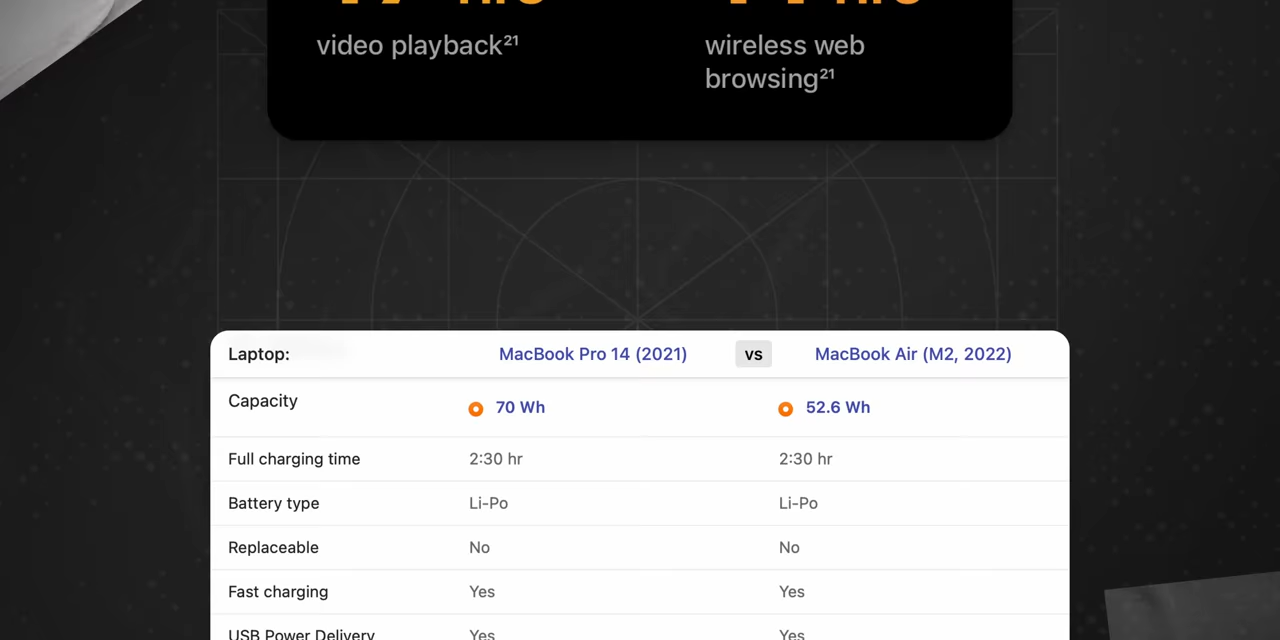 video playback²¹
wireless web
browsing²¹
Laptop: MacBook Pro 14 (2021) vs MacBook Air (M2, 2022)
Capacity 70 Wh 52.6 Wh
Full charging time 2:30 hr 2:30 hr
Battery type Li-Po Li-Po
Replaceable No No
Fast charging Yes Yes
USB Power Delivery Yes Yes